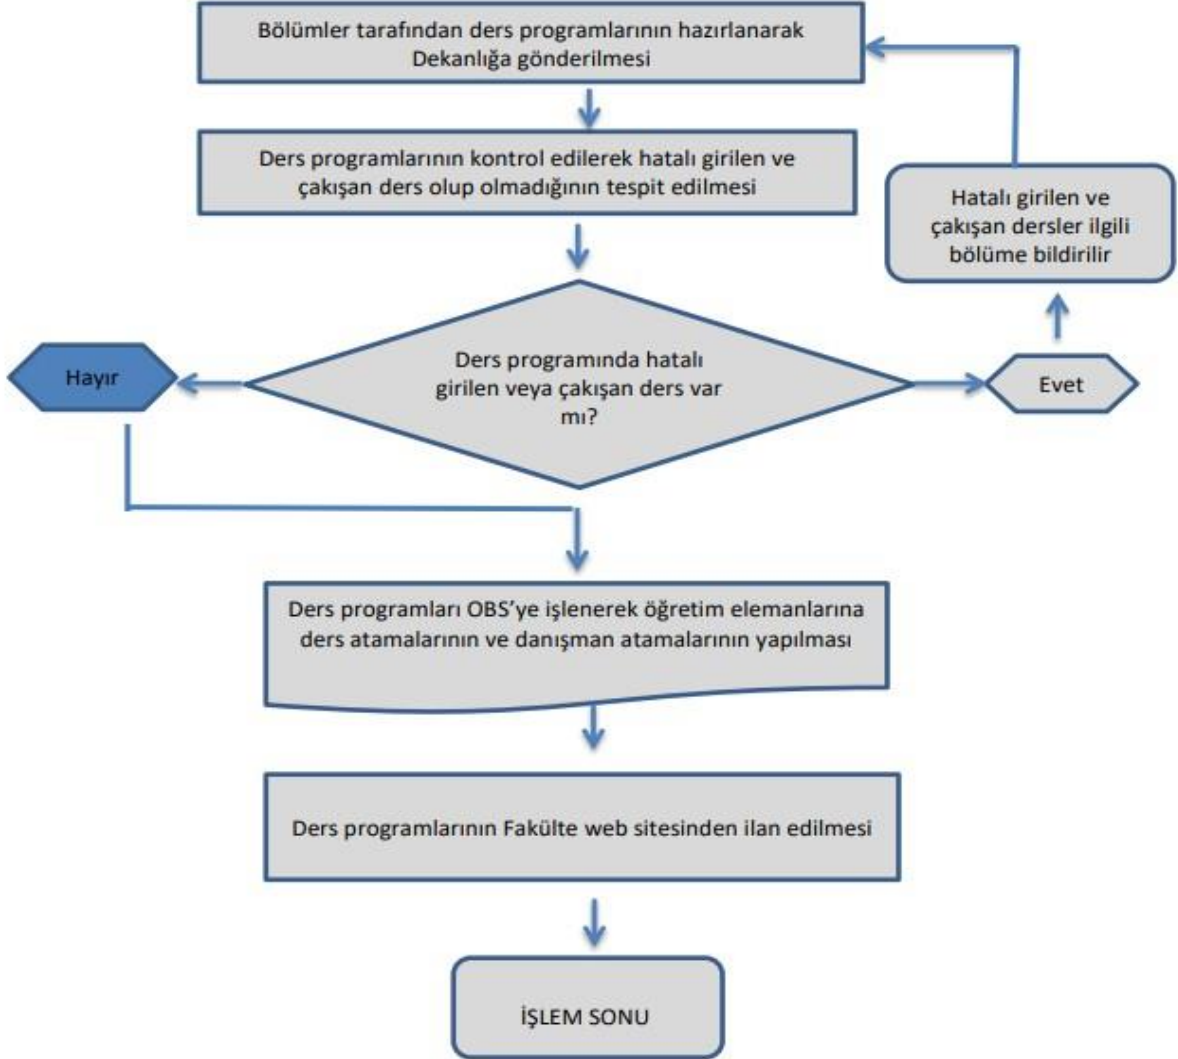 Bölümler tarafından ders programlarının hazırlanarak
Dekanlığa gönderilmesi
Ders programlarının kontrol edilerek hatalı girilen ve
çakışan ders olup olmadığının tespit edilmesi
Hatalı girilen ve
çakışan dersler ilgili
bölüme bildirilir
Ders programında hatalı
girilen veya çakışan ders var
mı?
Hayır
Evet
Ders programları OBS’ye işlenerek öğretim elemanlarına
ders atamalarının ve danışman atamalarının yapılması
Ders programlarının Fakülte web sitesinden ilan edilmesi
İŞLEM SONU